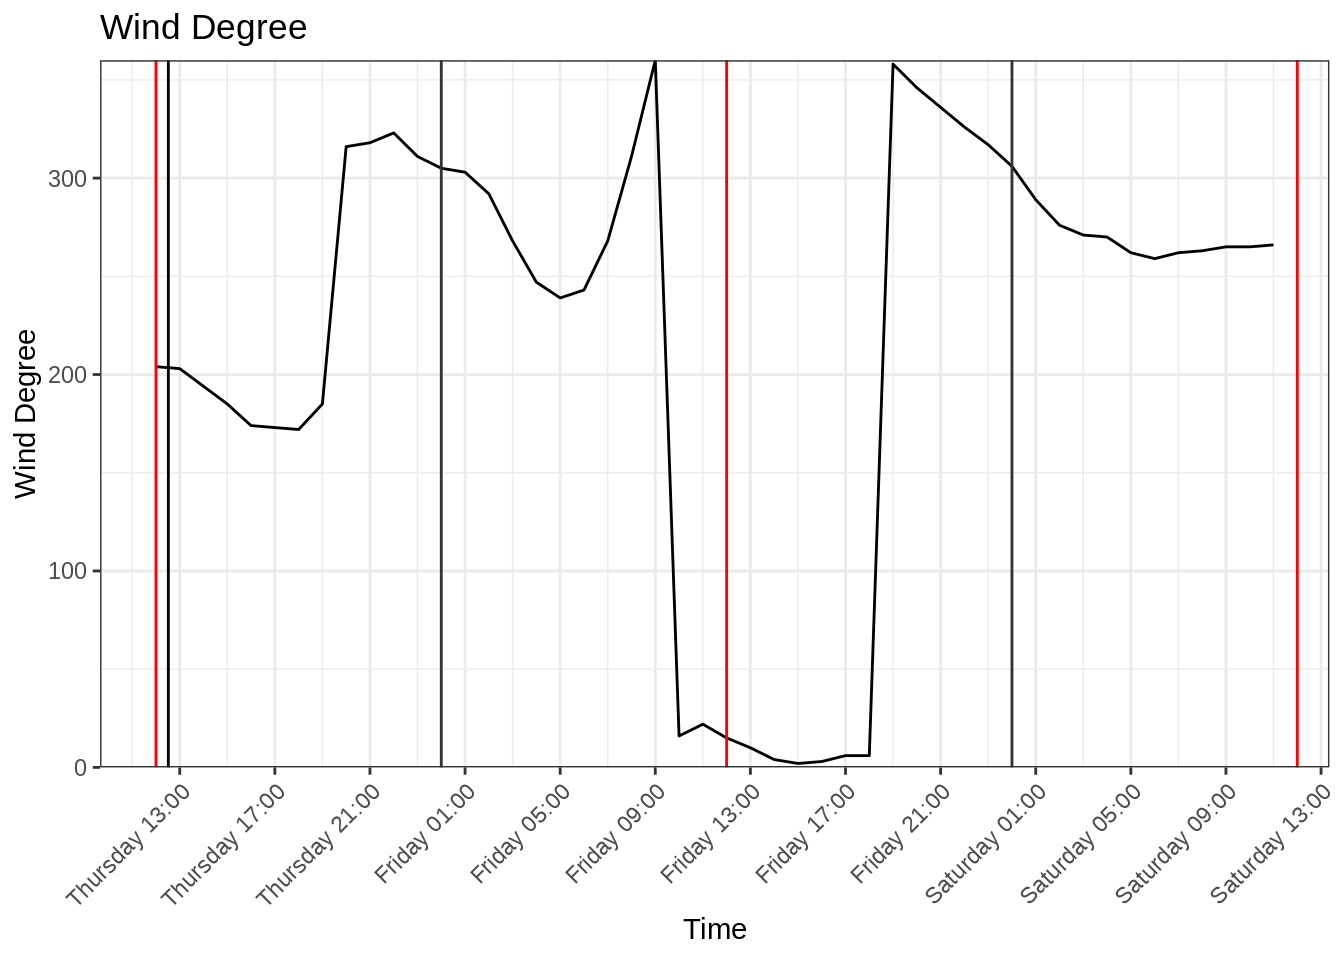 Wind Degree
Wind Degree
300
200
100
0
Thursday 13:00
Thursday 17:00
Thursday 21:00
Friday 01:00
Friday 05:00
Friday 09:00
Friday 13:00
Friday 17:00
Friday 21:00
Saturday 01:00
Saturday 05:00
Saturday 09:00
Saturday 13:00
Time